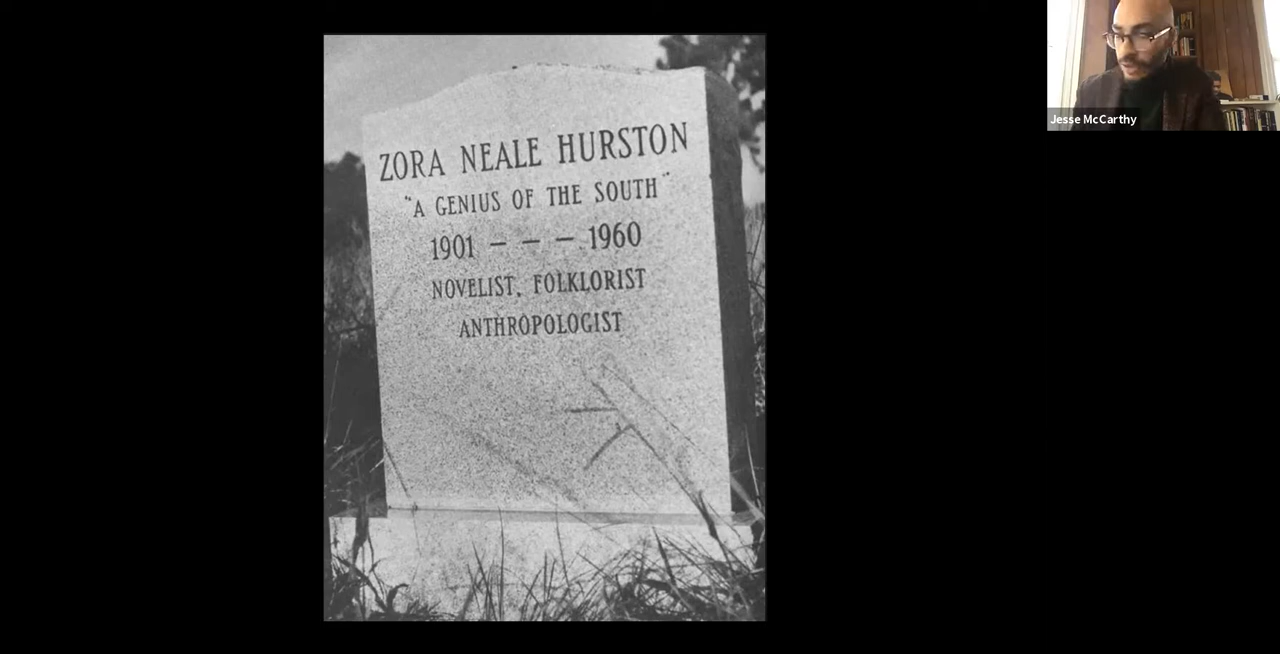 ZORA NEALE HURSTON
"A GENIUS OF THE SOUTH"
1901 – – – 1960
NOVELIST, FOLKLORIST
ANTHROPOLOGIST
Jesse McCarthy